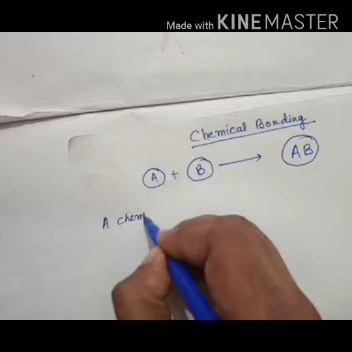 Made with KINEMASTER
Chemical Bonding
A + B → AB
A chem